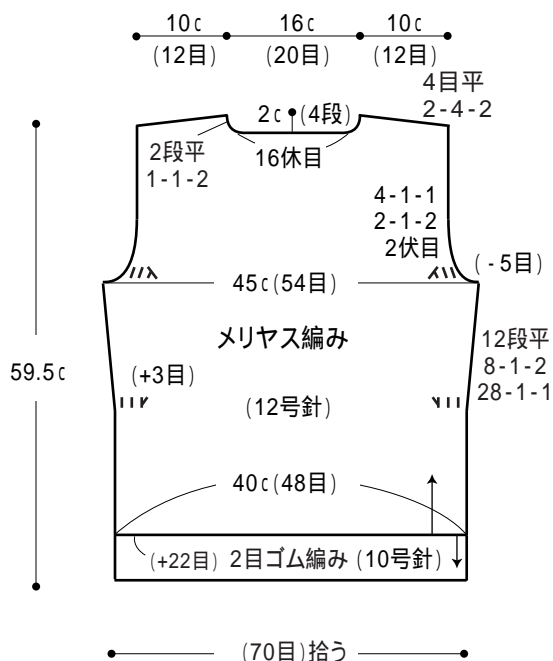 10c 16c 10c
(12目) (20目) (12目)
4目平
2-4-2
2c (4段)
2段平
1-1-2
16休目
4-1-1
2-1-2
2伏目
(-5目)
45c(54目)
メリヤス編み
12段平
8-1-2
28-1-1
59.5c
(+3目)
(12号針)
40c(48目)
(+22目) 2目ゴム編み (10号針)
(70目)拾う